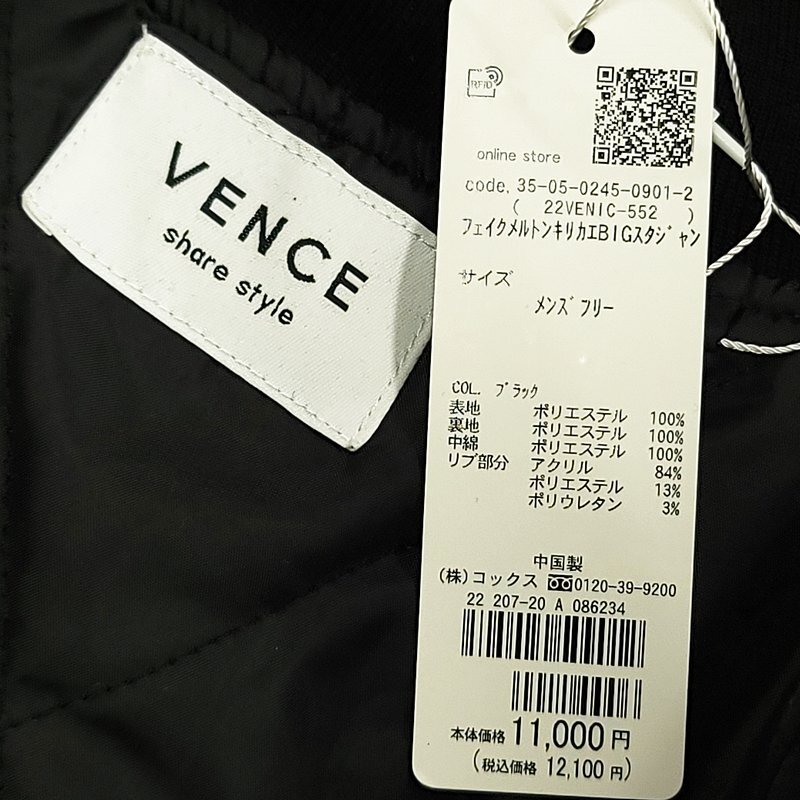 VENCE
share style
RFID
online store
code. 35-05-0245-0901-2
( 22VENIC-552 )
フェイクメルトンキリカエBIGスタジャン
サイズ
メンズフリー
COL. ブラック
表地 ポリエステル 100%
裏地 ポリエステル 100%
中綿 ポリエステル 100%
リブ部分 アクリル 84%
ポリエステル 13%
ポリウレタン 3%
中国製
(株)コックス 0120-39-9200
22 207-20 A 086234
本体価格 11,000 円
(税込価格 12,100 円)